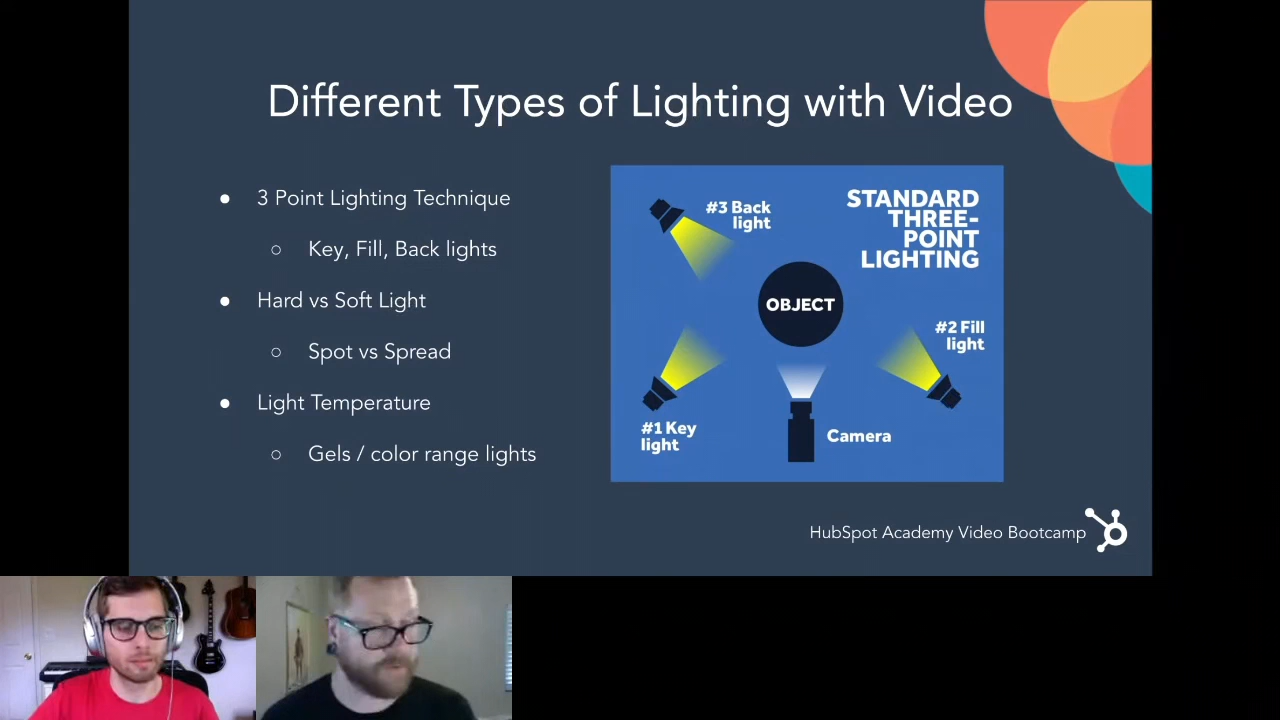 Different Types of Lighting with Video
● 3 Point Lighting Technique
○ Key, Fill, Back lights
● Hard vs Soft Light
○ Spot vs Spread
● Light Temperature
○ Gels / color range lights
STANDARD
THREE-
POINT
LIGHTING
#3 Back
light
OBJECT
#2 Fill
light
#1 Key
light
Camera
HubSpot Academy Video Bootcamp